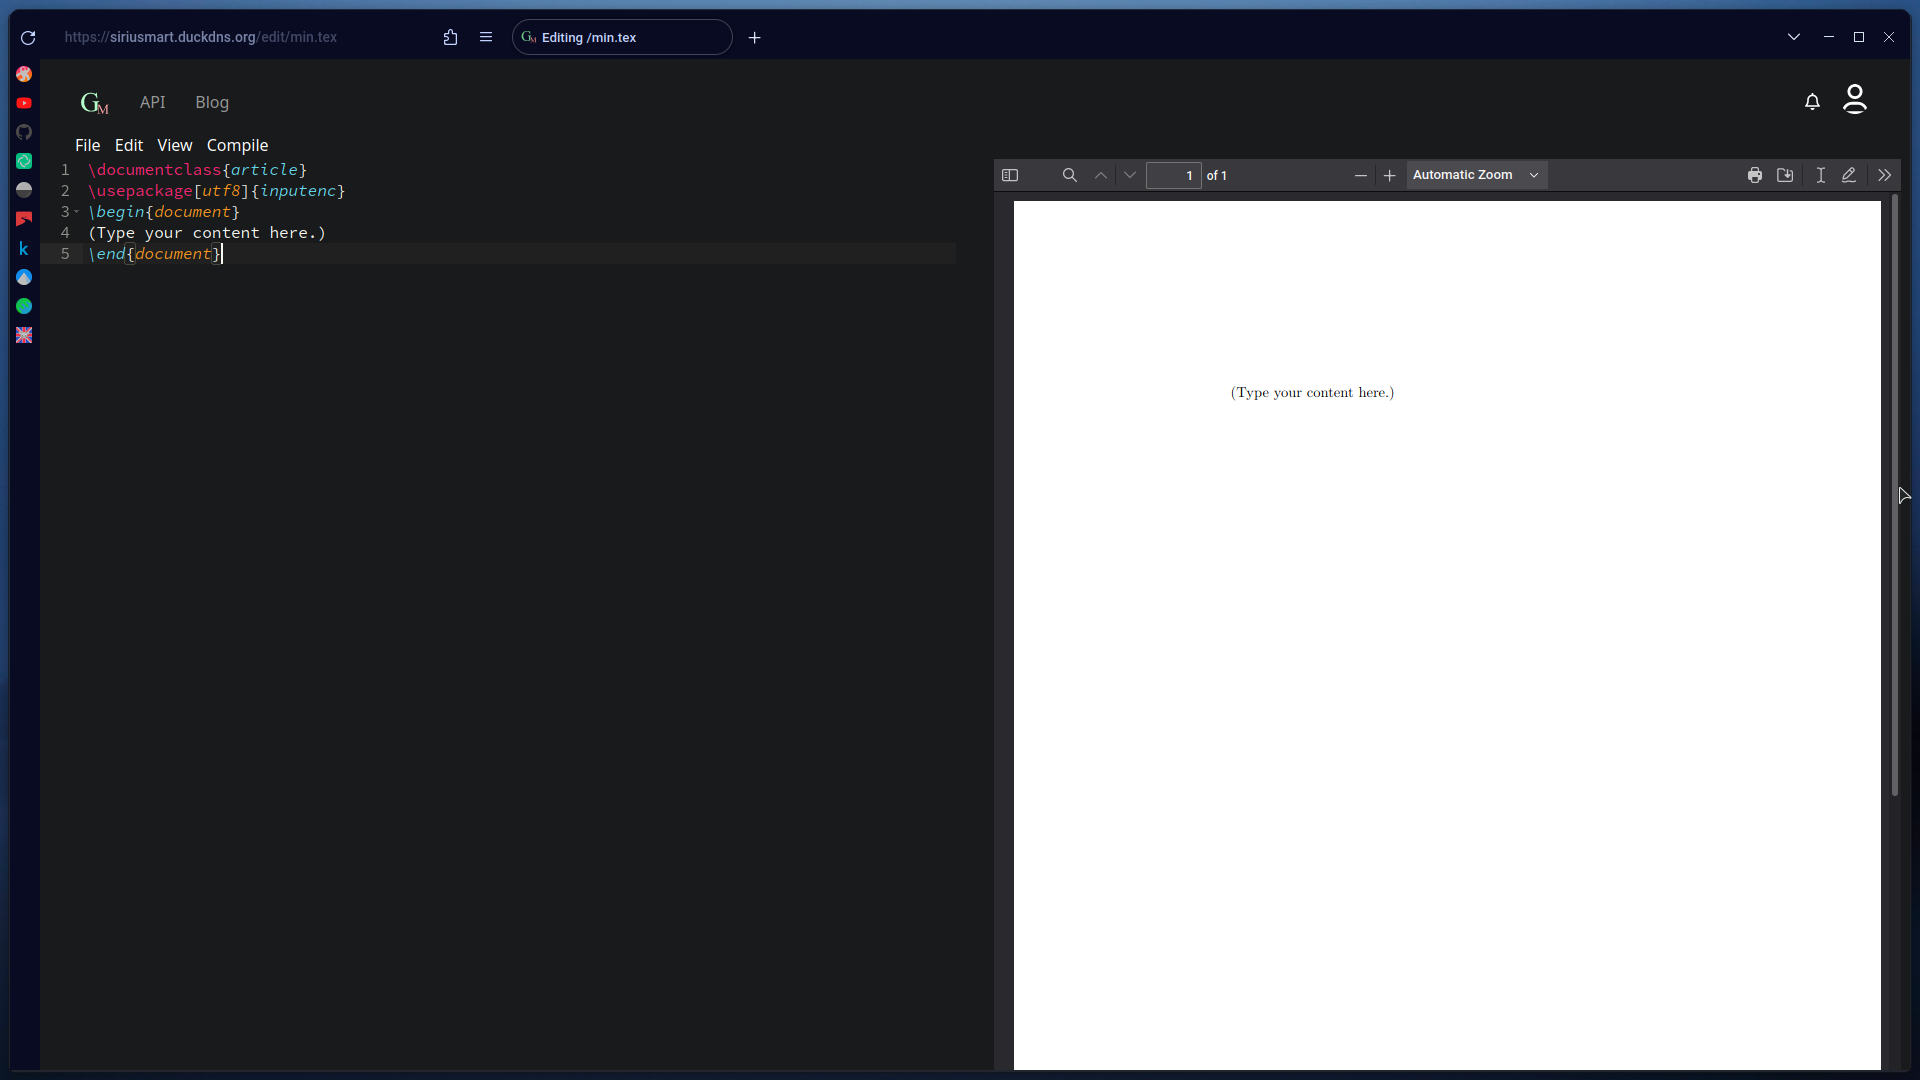 https://siriusmart.duckdns.org/edit/min.tex
GM Editing /min.tex
GM API Blog
File Edit View Compile
1 \documentclass{article}
2 \usepackage[utf8]{inputenc}
3 \begin{document}
4 (Type your content here.)
5 \end{document}
1 of 1 Automatic Zoom
(Type your content here.)
k